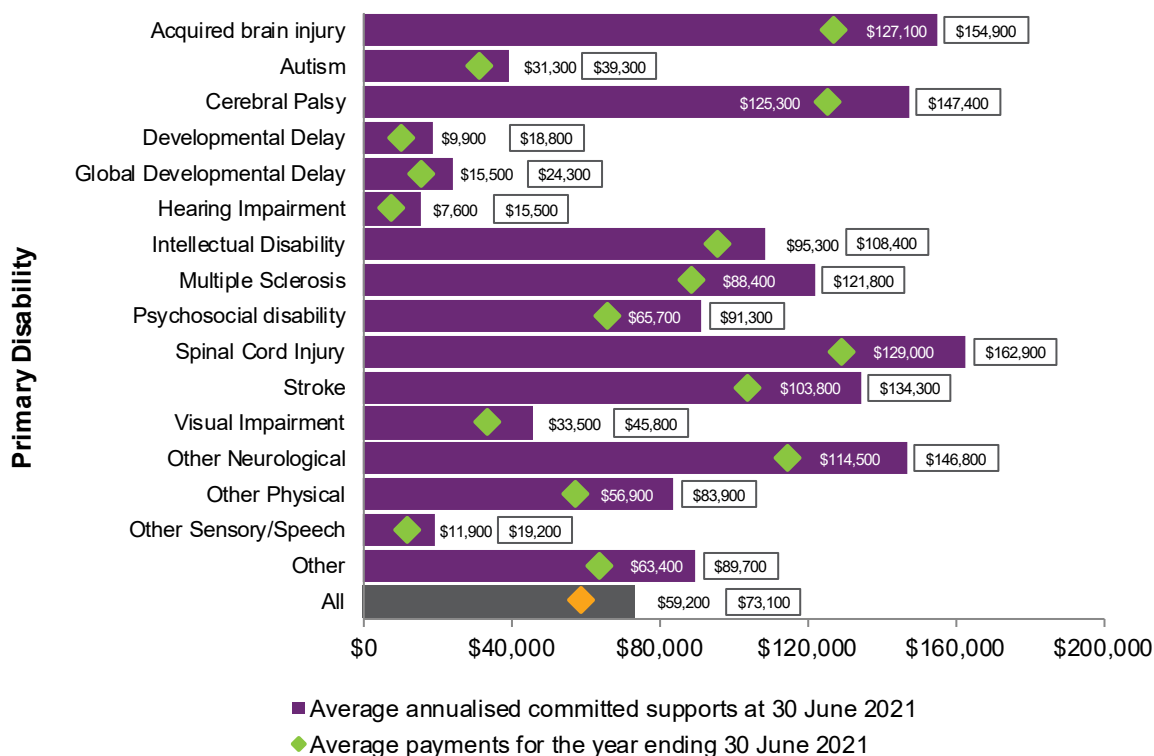 Primary Disability
Acquired brain injury $127,100 $154,900
Autism $31,300 $39,300
Cerebral Palsy $125,300 $147,400
Developmental Delay $9,900 $18,800
Global Developmental Delay $15,500 $24,300
Hearing Impairment $7,600 $15,500
Intellectual Disability $95,300 $108,400
Multiple Sclerosis $88,400 $121,800
Psychosocial disability $65,700 $91,300
Spinal Cord Injury $129,000 $162,900
Stroke $103,800 $134,300
Visual Impairment $33,500 $45,800
Other Neurological $114,500 $146,800
Other Physical $56,900 $83,900
Other Sensory/Speech $11,900 $19,200
Other $63,400 $89,700
All $59,200 $73,100
$0 $40,000 $80,000 $120,000 $160,000 $200,000
Average annualised committed supports at 30 June 2021
Average payments for the year ending 30 June 2021